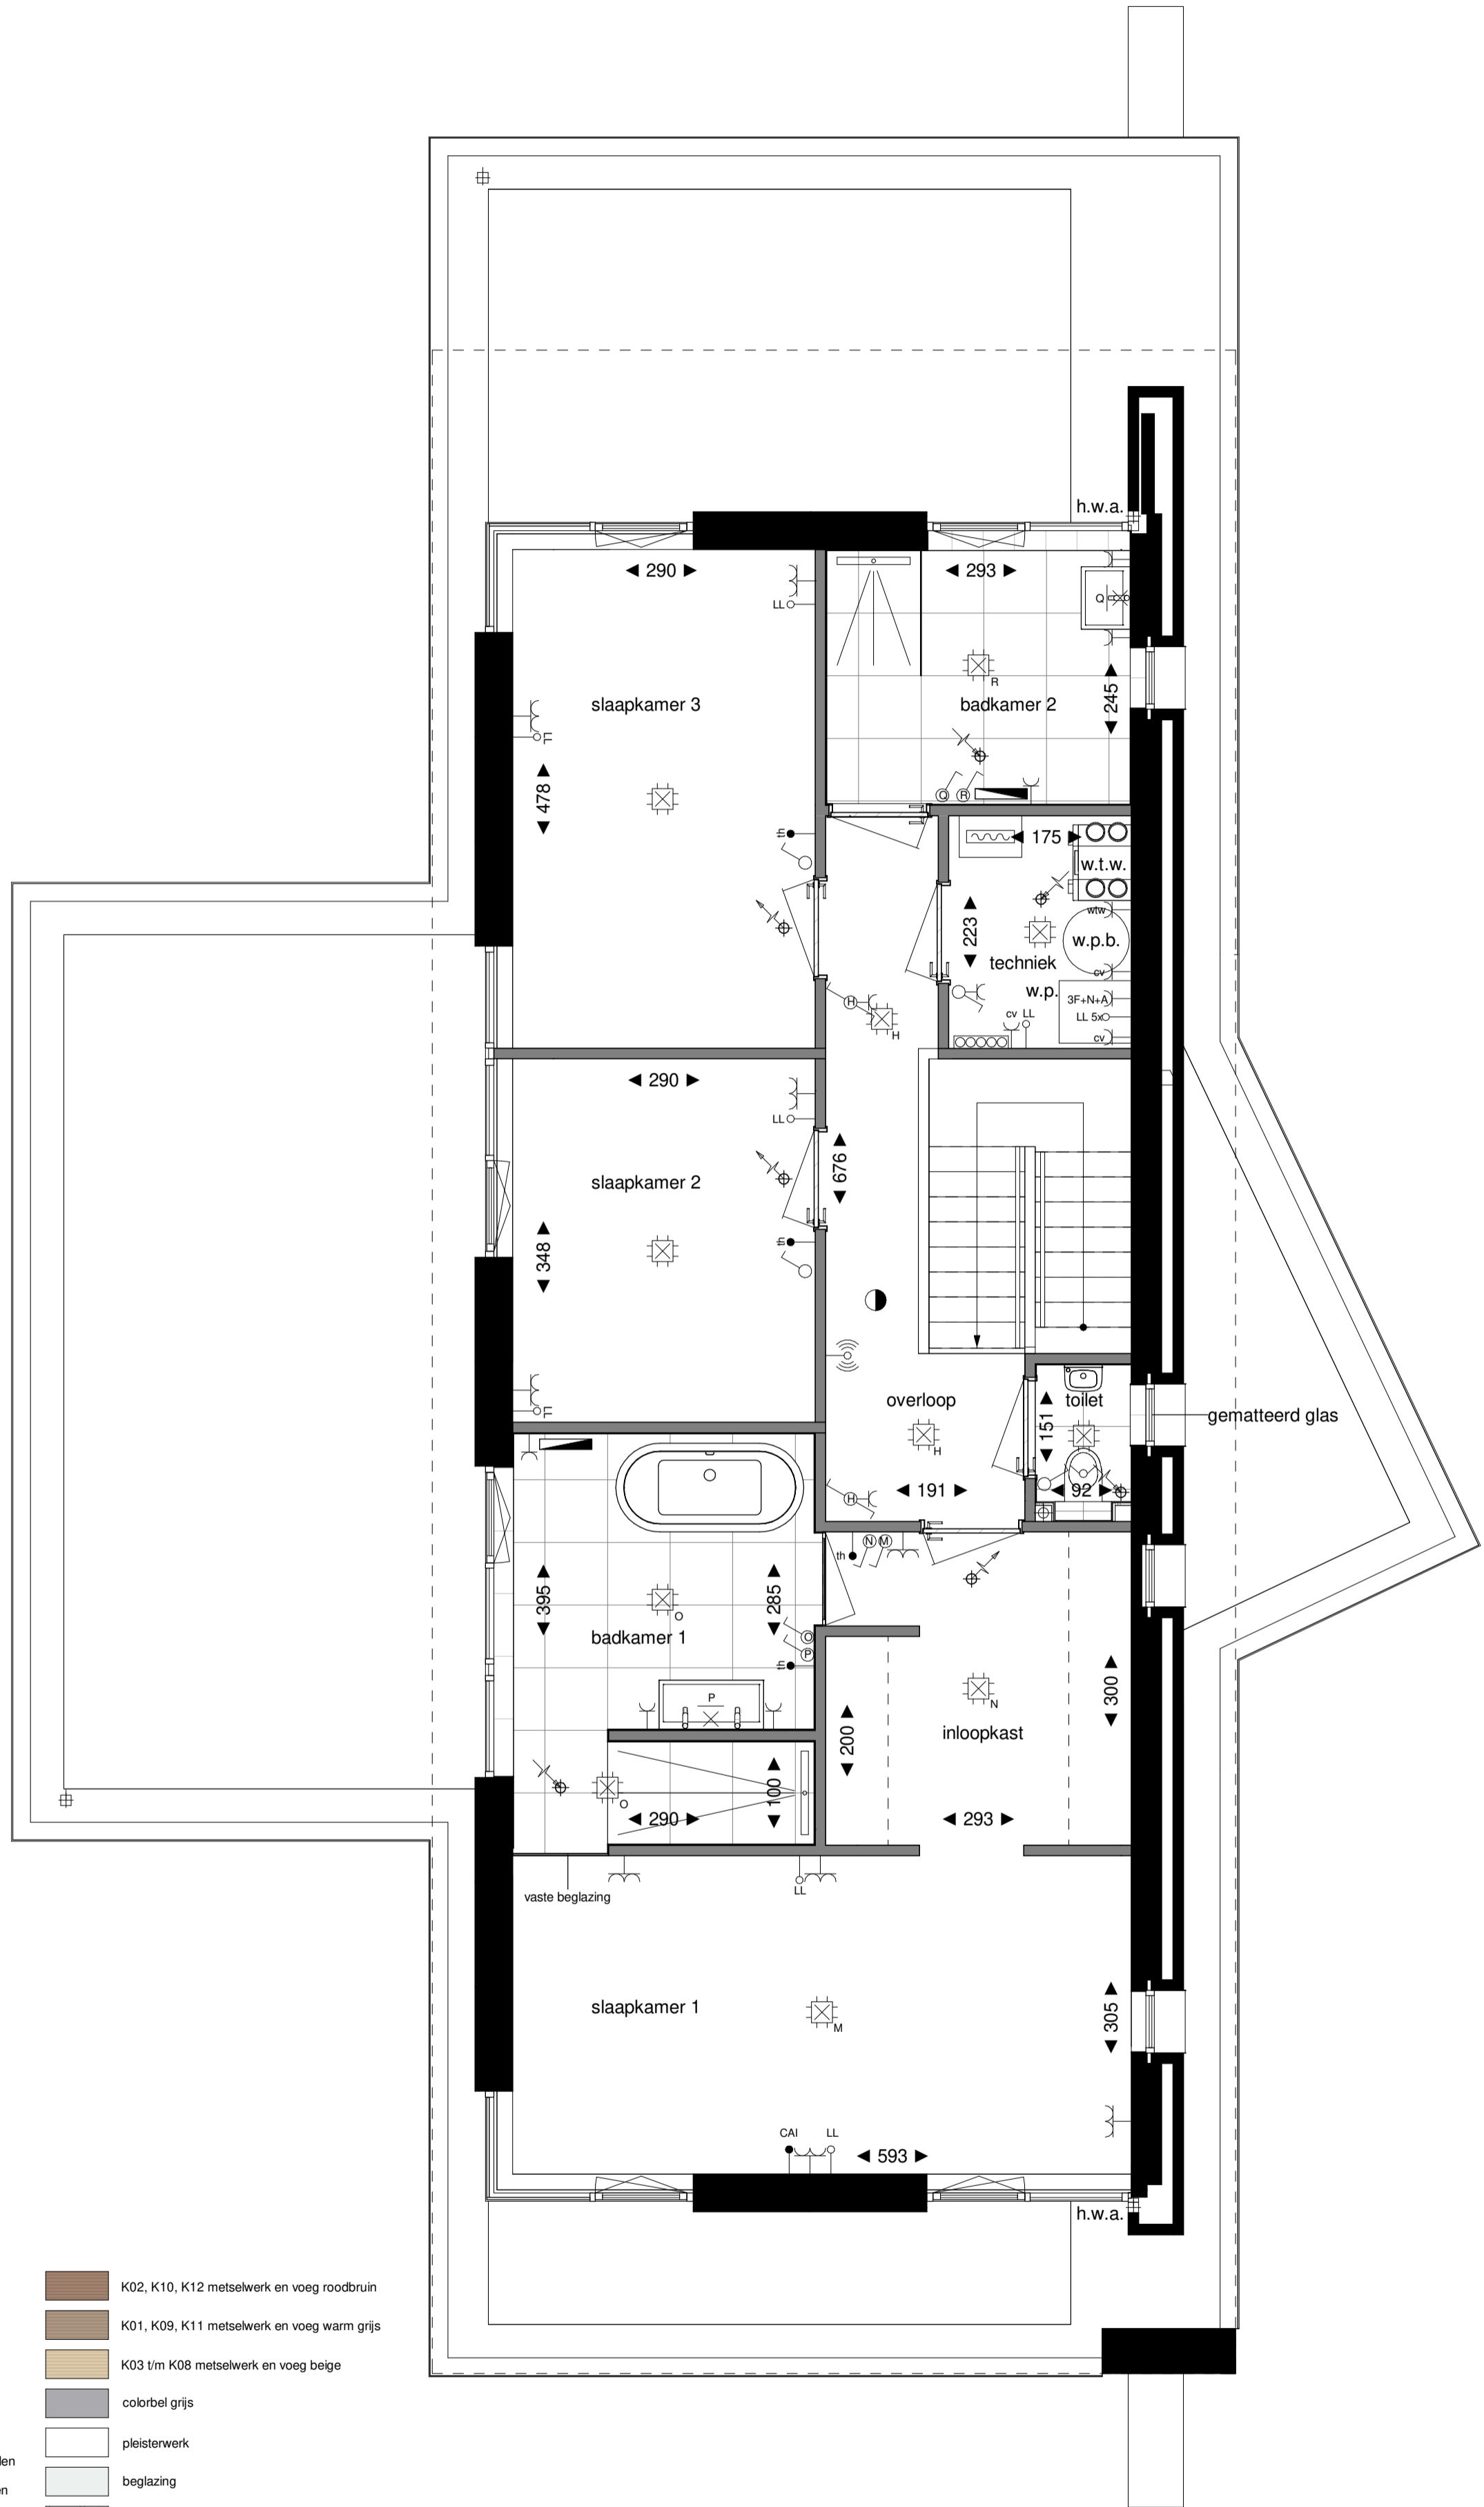 h.w.a.
290
293
LL
Q
R
slaapkamer 3
badkamer 2
245
LL
478
Q
R
th
175
w.t.w.
wtw
223
w.p.b.
techniek
cv
w.p.
3F+N+A
H
H
cv LL
LL 5x
cv
290
LL
676
slaapkamer 2
th
348
LL
overloop
toilet
151
gematteerd glas
H
H
191
92
th
N
M
395
285
O
badkamer 1
O
P
th
P
300
N
200
inloopkast
O
100
290
293
LL
vaste beglazing
slaapkamer 1
M
305
CAI
LL
593
h.w.a.
K02, K10, K12 metselwerk en voeg roodbruin
K01, K09, K11 metselwerk en voeg warm grijs
K03 t/m K08 metselwerk en voeg beige
colorbel grijs
pleisterwerk
beglazing